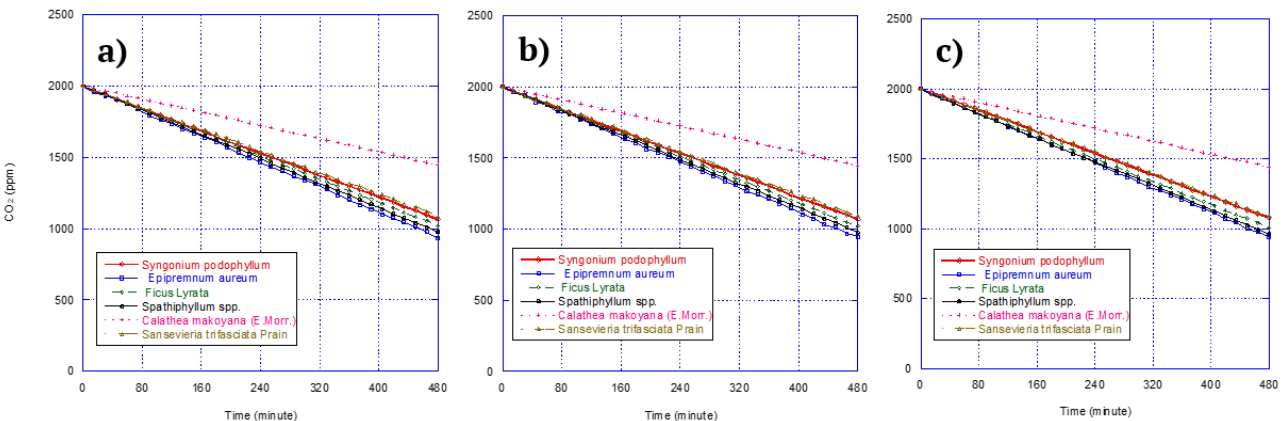 a)
2500
2000
1500
1000
500
0
CO2 (ppm)
Syngonium podophyllum
Epipremnum aureum
Ficus Lyrata
Spathiphyllum spp.
Calathea makoyana (E.Morr.)
Sansevieria trifasciata Prain
0 80 160 240 320 400 480
Time (minute)
b)
2500
2000
1500
1000
500
0
Syngonium podophyllum
Epipremnum aureum
Ficus Lyrata
Spathiphyllum spp.
Calathea makoyana (E.Morr.)
Sansevieria trifasciata Prain
0 80 160 240 320 400 480
Time (minute)
c)
2500
2000
1500
1000
500
0
Syngonium podophyllum
Epipremnum aureum
Ficus Lyrata
Spathiphyllum spp.
Calathea makoyana (E.Morr.)
Sansevieria trifasciata Prain
0 80 160 240 320 400 480
Time (minute)